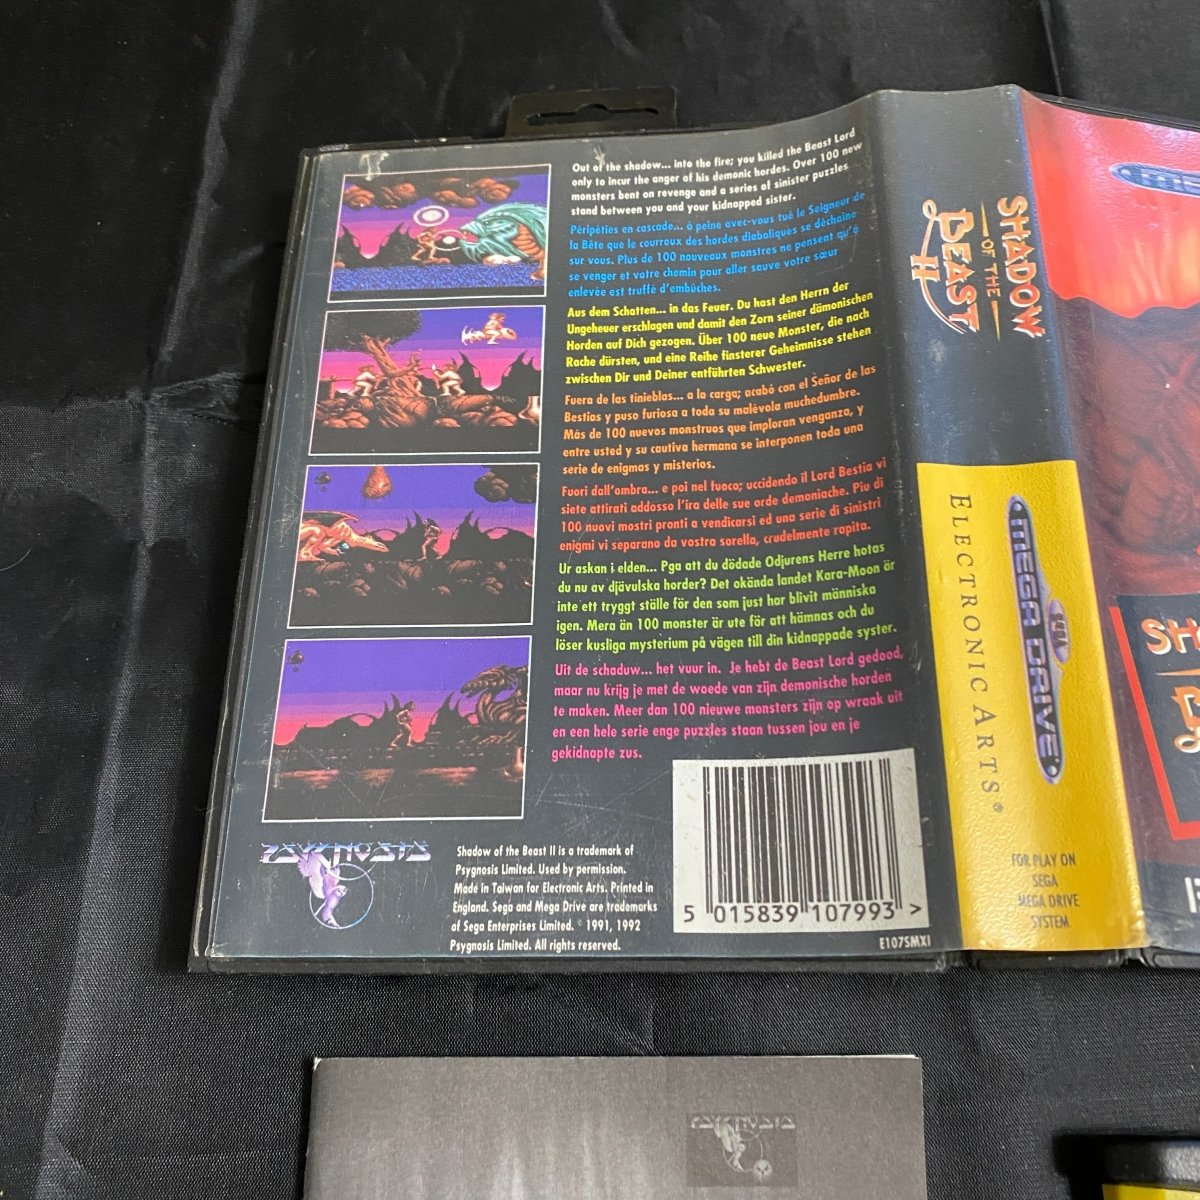 Out of the shadow... into the fire; you killed the Beast Lord
only to incur the anger of his demonic hordes. Over 100 new
monsters bent on revenge and a series of sinister puzzles
stand between you and your kidnapped sister.
Péripéties en cascade... à peine avec-vous tué le Seigneur de
la Bête que le courroux des hordes diaboliques se déchaîne
sur vous. Plus de 100 nouveaux monstres ne pensent qu'à
se venger et votre chemin pour aller sauve votre sœur
enlevée est truffé d'embûches.
Aus dem Schatten... in das Feuer. Du hast den Herrn der
Ungeheuer erschlagen und damit den Zorn seiner dämonischen
Horden auf Dich gezogen. Über 100 neue Monster, die nach
Rache dürsten, und eine Reihe finsterer Geheimnisse stehen
zwischen Dir und Deiner entführten Schwester.
Fuera de las tinieblas... a la carga; acabó con el Señor de las
Bestias y puso furiosa a toda su malévola muchedumbre.
Más de 100 nuevos monstruos que imploran venganza, y
entre usted y su cautiva hermana se interponen toda una
serie de enigmas y misterios.
Fuori dall'ombra... e poi nel fuoco; uccidendo il Lord Bestia vi
siete attirati addosso l'ira delle sue orde demoniache. Piu di
100 nuovi mostri pronti a vendicarsi ed una serie di sinistri
enigmi vi separano da vostra sorella, crudelmente rapita.
Ur askan i elden... Pga att du dödade Odjurens Herre hotas
du nu av djävulska horder? Det okända landet Kara-Moon är
inte ett tryggt ställe för den som just har blivit människa
igen. Mera än 100 monster är ute för att hämnas och du
löser kusliga mysterium på vägen till din kidnappade syster.
Uit de schaduw... het vuur in. Je hebt de Beast Lord gedood,
maar nu krijg je met de woede van zijn demonische horden
te maken. Meer dan 100 nieuwe monsters zijn op wraak uit
en een hele serie enge puzzles staan tussen jou en je
gekidnapte zus.
PSYGNOSIS
Shadow of the Beast II is a trademark of
Psygnosis Limited. Used by permission.
Made in Taiwan for Electronic Arts. Printed in
England. Sega and Mega Drive are trademarks
of Sega Enterprises Limited. © 1991, 1992
Psygnosis Limited. All rights reserved.
5 015839 107993 >
E107SMXI
SHADOW
OF THE
BEAST
II
SEGA
MEGA DRIVE
ELECTRONIC ARTS®
FOR PLAY ON
SEGA
MEGA DRIVE
SYSTEM
SH
PSYGNOSIS